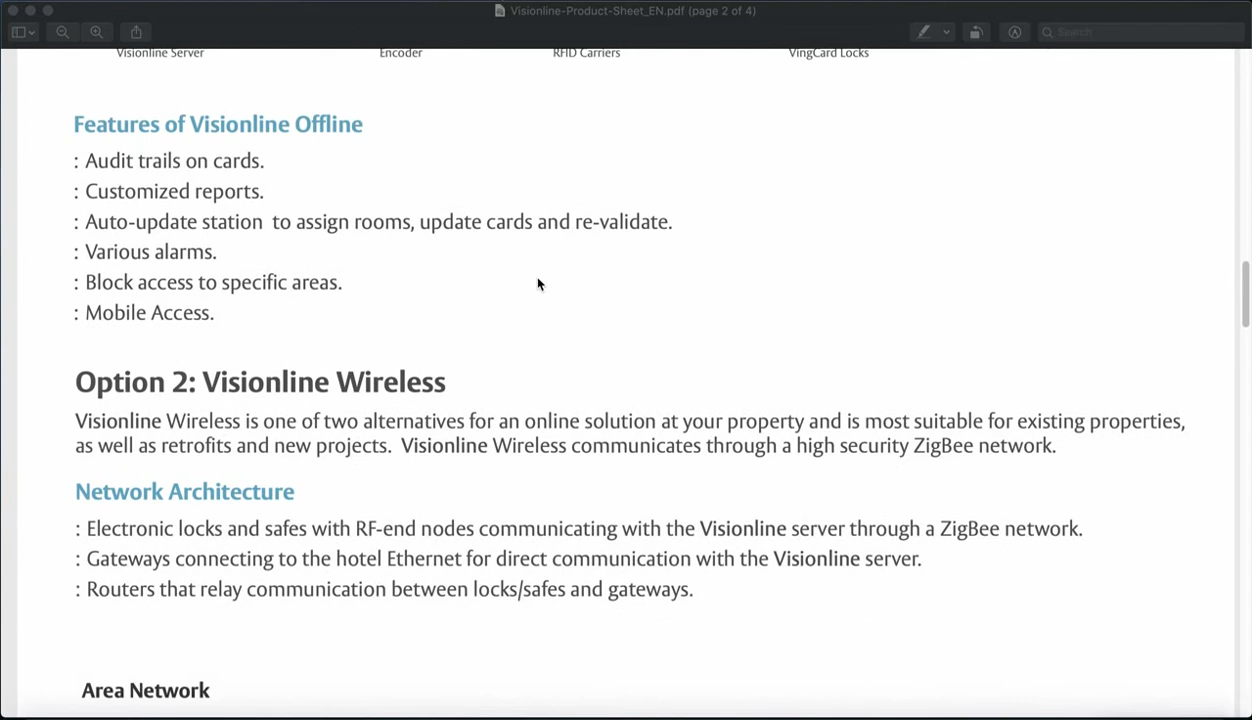 Visionline-Product-Sheet_EN.pdf (page 2 of 4)
Search
Visionline Server Encoder RFID Carriers VingCard Locks
Features of Visionline Offline
: Audit trails on cards.
: Customized reports.
: Auto-update station  to assign rooms, update cards and re-validate.
: Various alarms.
: Block access to specific areas.
: Mobile Access.
Option 2: Visionline Wireless
Visionline Wireless is one of two alternatives for an online solution at your property and is most suitable for existing properties,
as well as retrofits and new projects.  Visionline Wireless communicates through a high security ZigBee network.
Network Architecture
: Electronic locks and safes with RF-end nodes communicating with the Visionline server through a ZigBee network.
: Gateways connecting to the hotel Ethernet for direct communication with the Visionline server.
: Routers that relay communication between locks/safes and gateways.
Area Network